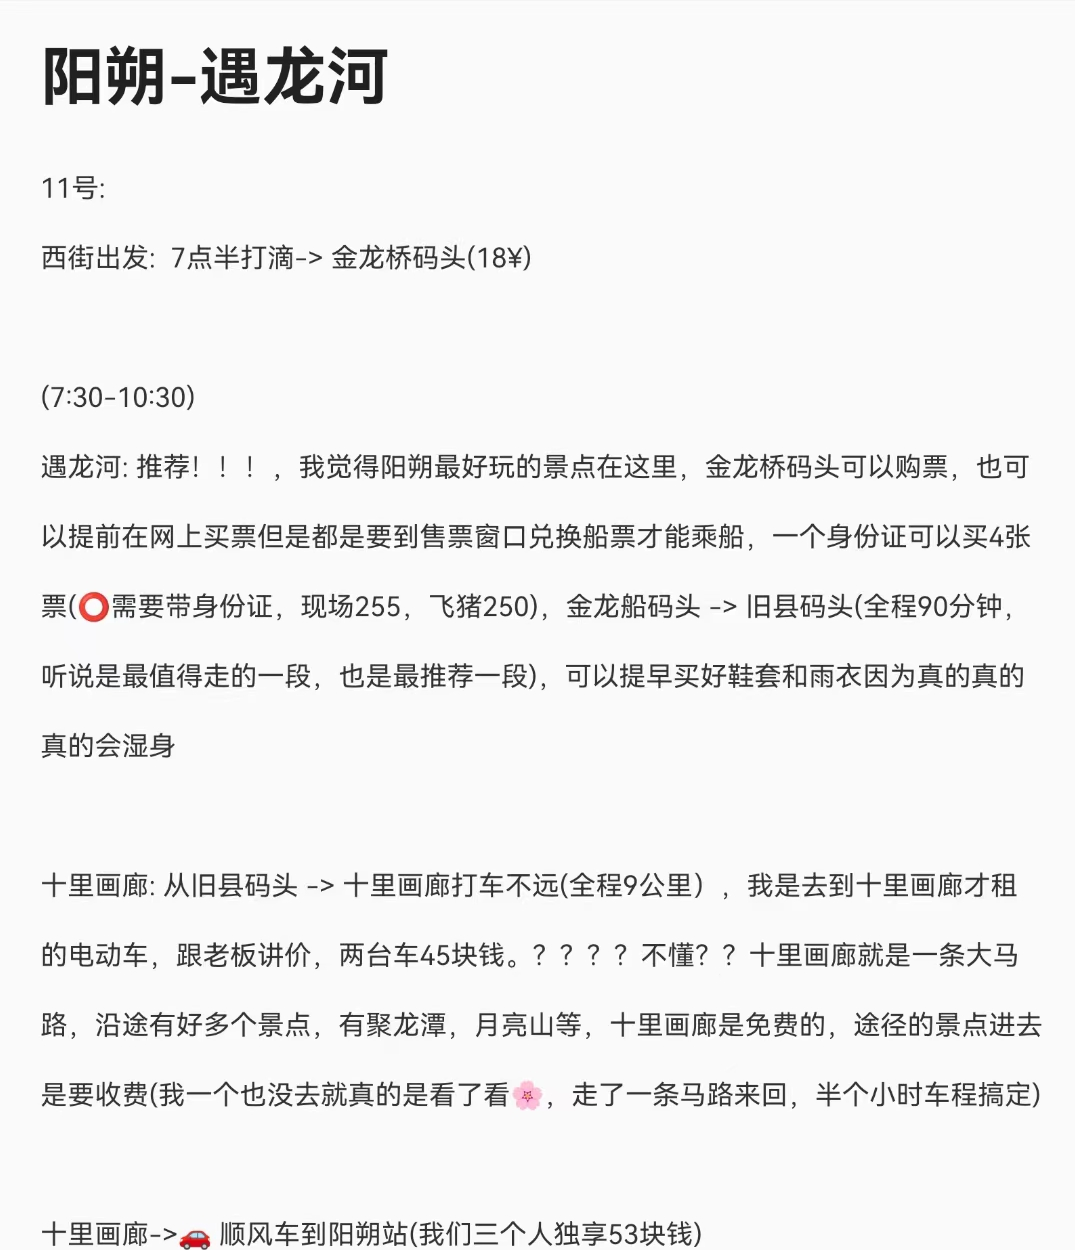 阳朔-遇龙河
11号:
西街出发: 7点半打滴-> 金龙桥码头(18¥)
(7:30-10:30)
遇龙河: 推荐！！！，我觉得阳朔最好玩的景点在这里，金龙桥码头可以购票，也可
以提前在网上买票但是都是要到售票窗口兑换船票才能乘船，一个身份证可以买4张
票(⭕需要带身份证，现场255，飞猪250)，金龙船码头 -> 旧县码头(全程90分钟，
听说是最值得走的一段，也是最推荐一段)，可以提早买好鞋套和雨衣因为真的真的
真的会湿身
十里画廊: 从旧县码头 -> 十里画廊打车不远(全程9公里），我是去到十里画廊才租
的电动车，跟老板讲价，两台车45块钱。？？？？不懂？？十里画廊就是一条大马
路，沿途有好多个景点，有聚龙潭，月亮山等，十里画廊是免费的，途径的景点进去
是要收费(我一个也没去就真的是看了看🌸，走了一条马路来回，半个小时车程搞定)
十里画廊->🚗 顺风车到阳朔站(我们三个人独享53块钱)